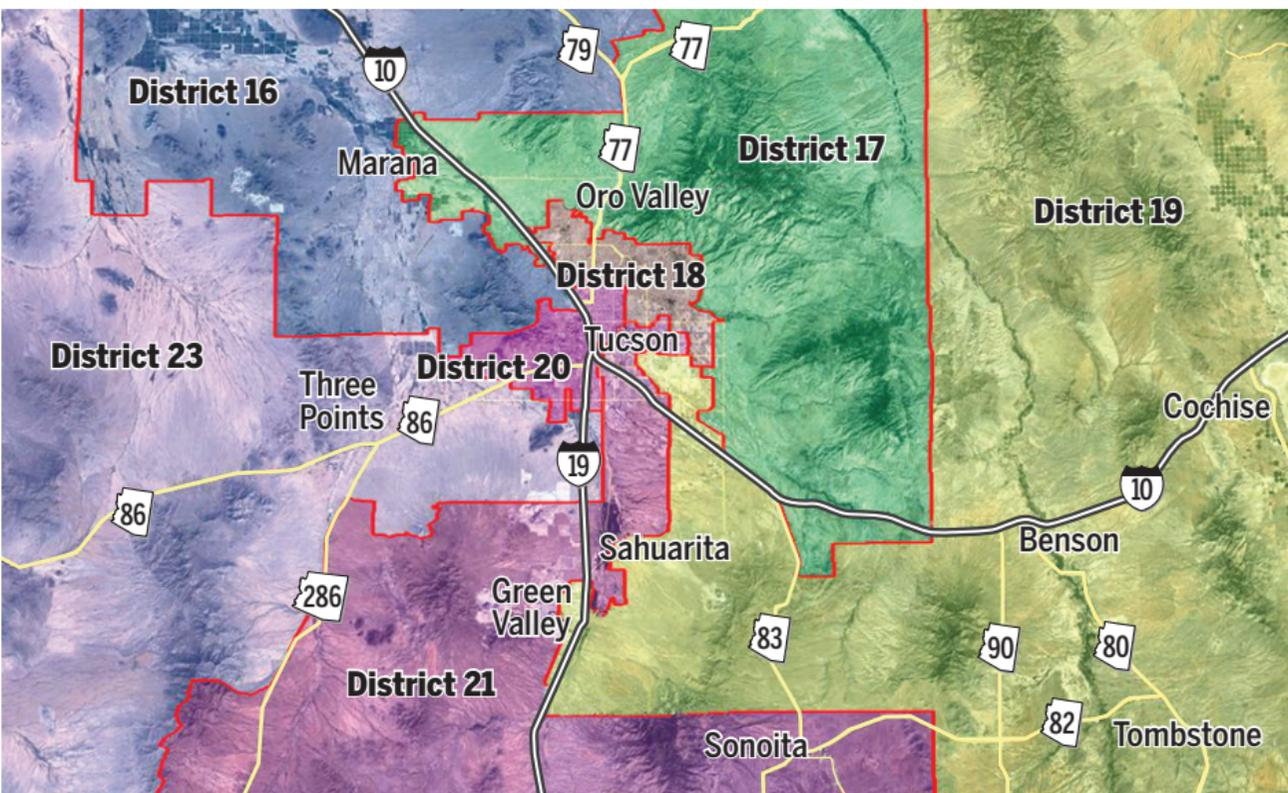 79
77
10
District 16
77
District 17
Marana
Oro Valley
District 19
District 18
Tucson
District 23
District 20
Three
Points
86
Cochise
19
86
10
Sahuarita
Benson
Green
Valley
286
83
90
80
District 21
82
Sonoita
Tombstone